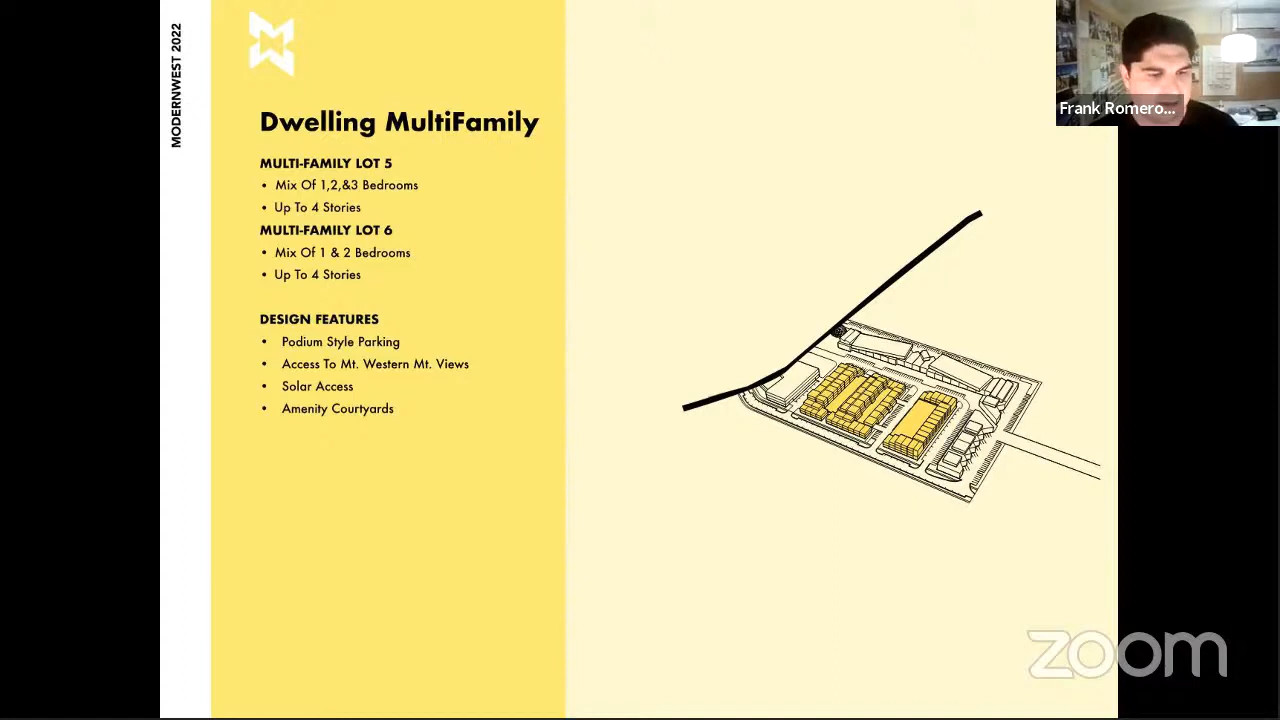 MODERNWEST 2022
Dwelling MultiFamily
MULTI-FAMILY LOT 5
• Mix Of 1,2,&3 Bedrooms
• Up To 4 Stories
MULTI-FAMILY LOT 6
• Mix Of 1 & 2 Bedrooms
• Up To 4 Stories
DESIGN FEATURES
• Podium Style Parking
• Access To Mt. Western Mt. Views
• Solar Access
• Amenity Courtyards
Frank Romero...
zoom